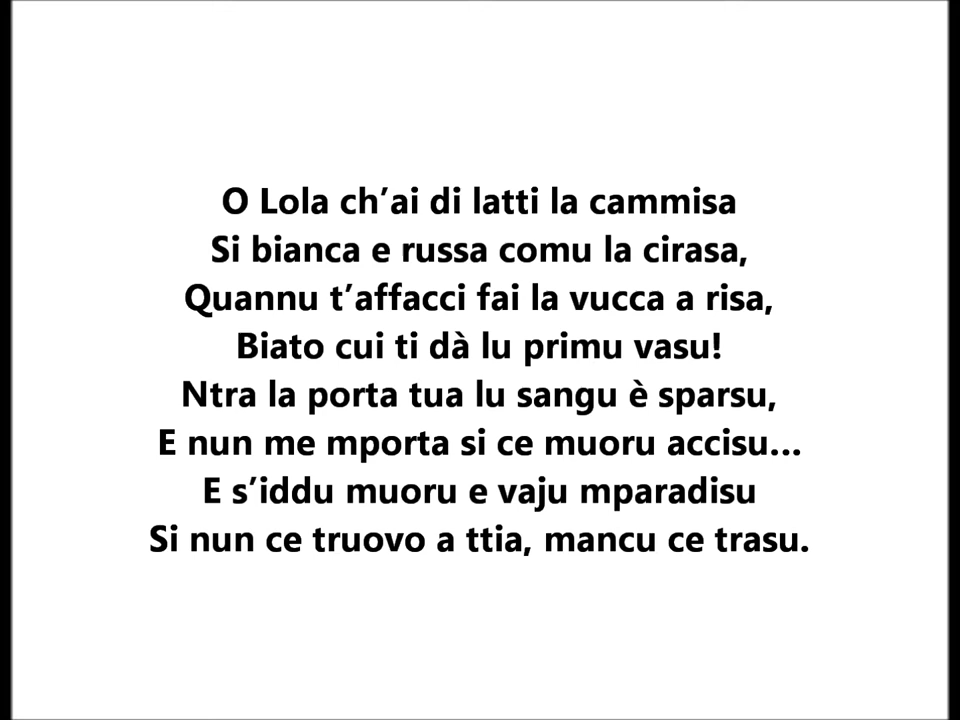 O Lola ch’ai di latti la cammisa
Si bianca e russa comu la cirasa,
Quannu t’affacci fai la vucca a risa,
Biato cui ti dà lu primu vasu!
Ntra la porta tua lu sangu è sparsu,
E nun me mporta si ce muoru accisu…
E s’iddu muoru e vaju mparadisu
Si nun ce truovo a ttia, mancu ce trasu.